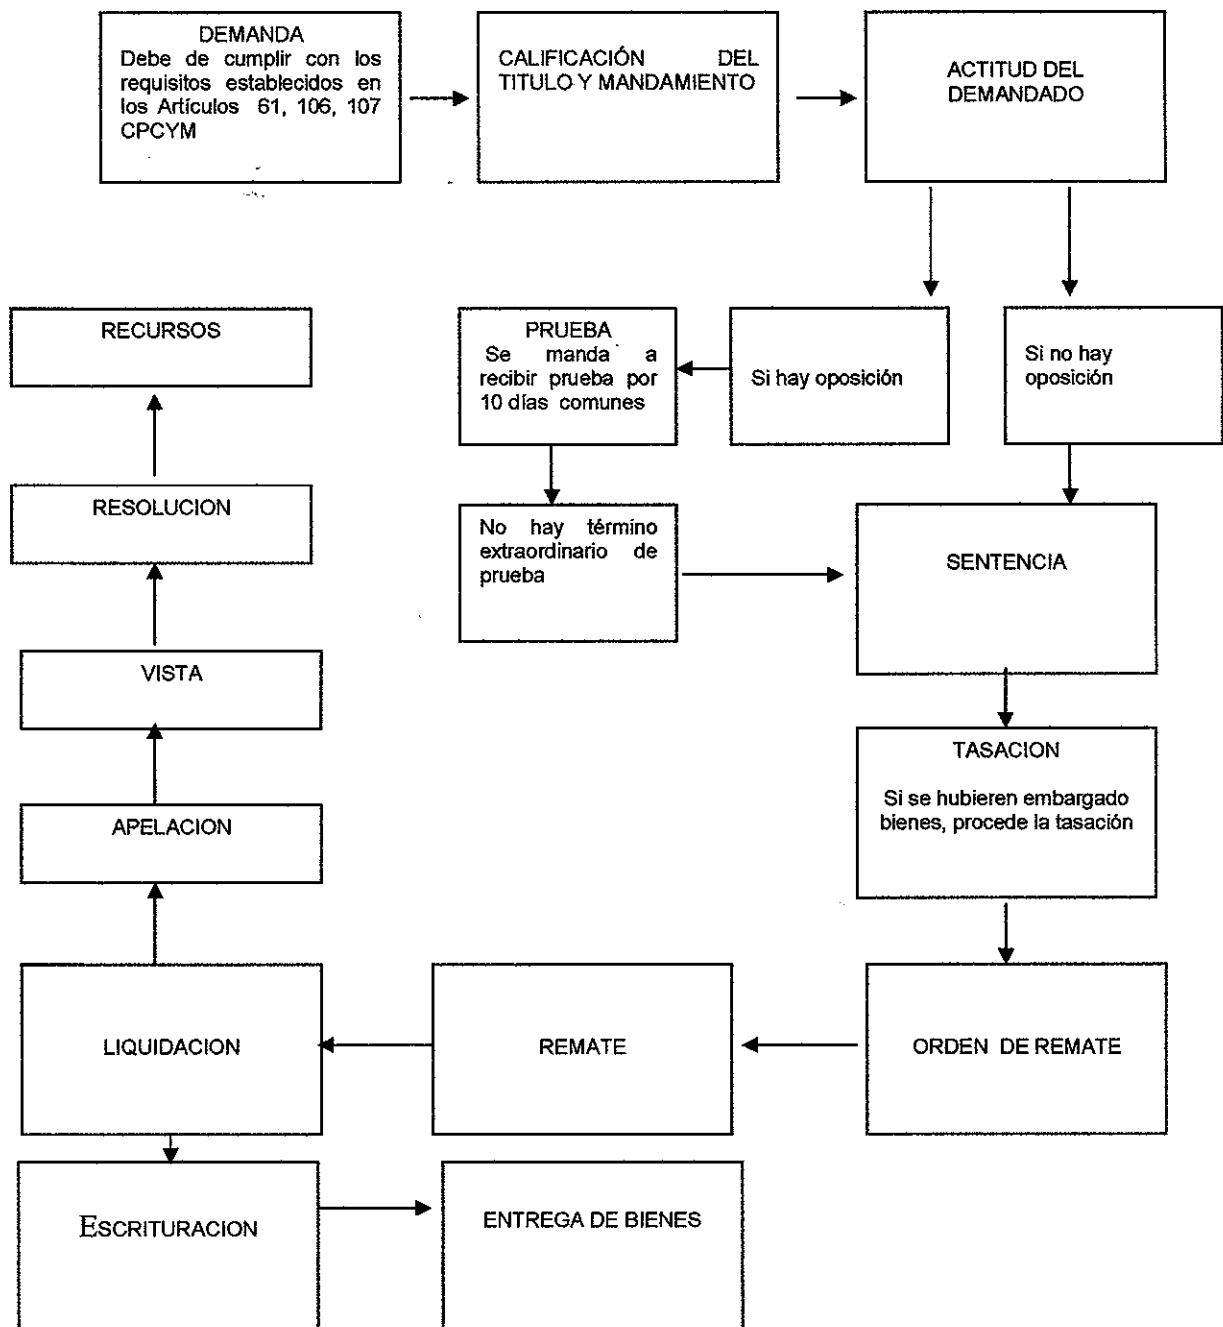 DEMANDA
Debe de cumplir con los
requisitos establecidos en
los Artículos 61, 106, 107
CPCYM
CALIFICACIÓN DEL
TITULO Y MANDAMIENTO
ACTITUD DEL
DEMANDADO
RECURSOS
PRUEBA
Se manda a
recibir prueba por
10 días comunes
Si hay oposición
Si no hay
oposición
RESOLUCION
No hay término
extraordinario de
prueba
SENTENCIA
VISTA
TASACION
Si se hubieren embargado
bienes, procede la tasación
APELACION
LIQUIDACION
REMATE
ORDEN DE REMATE
ESCRITURACION
ENTREGA DE BIENES